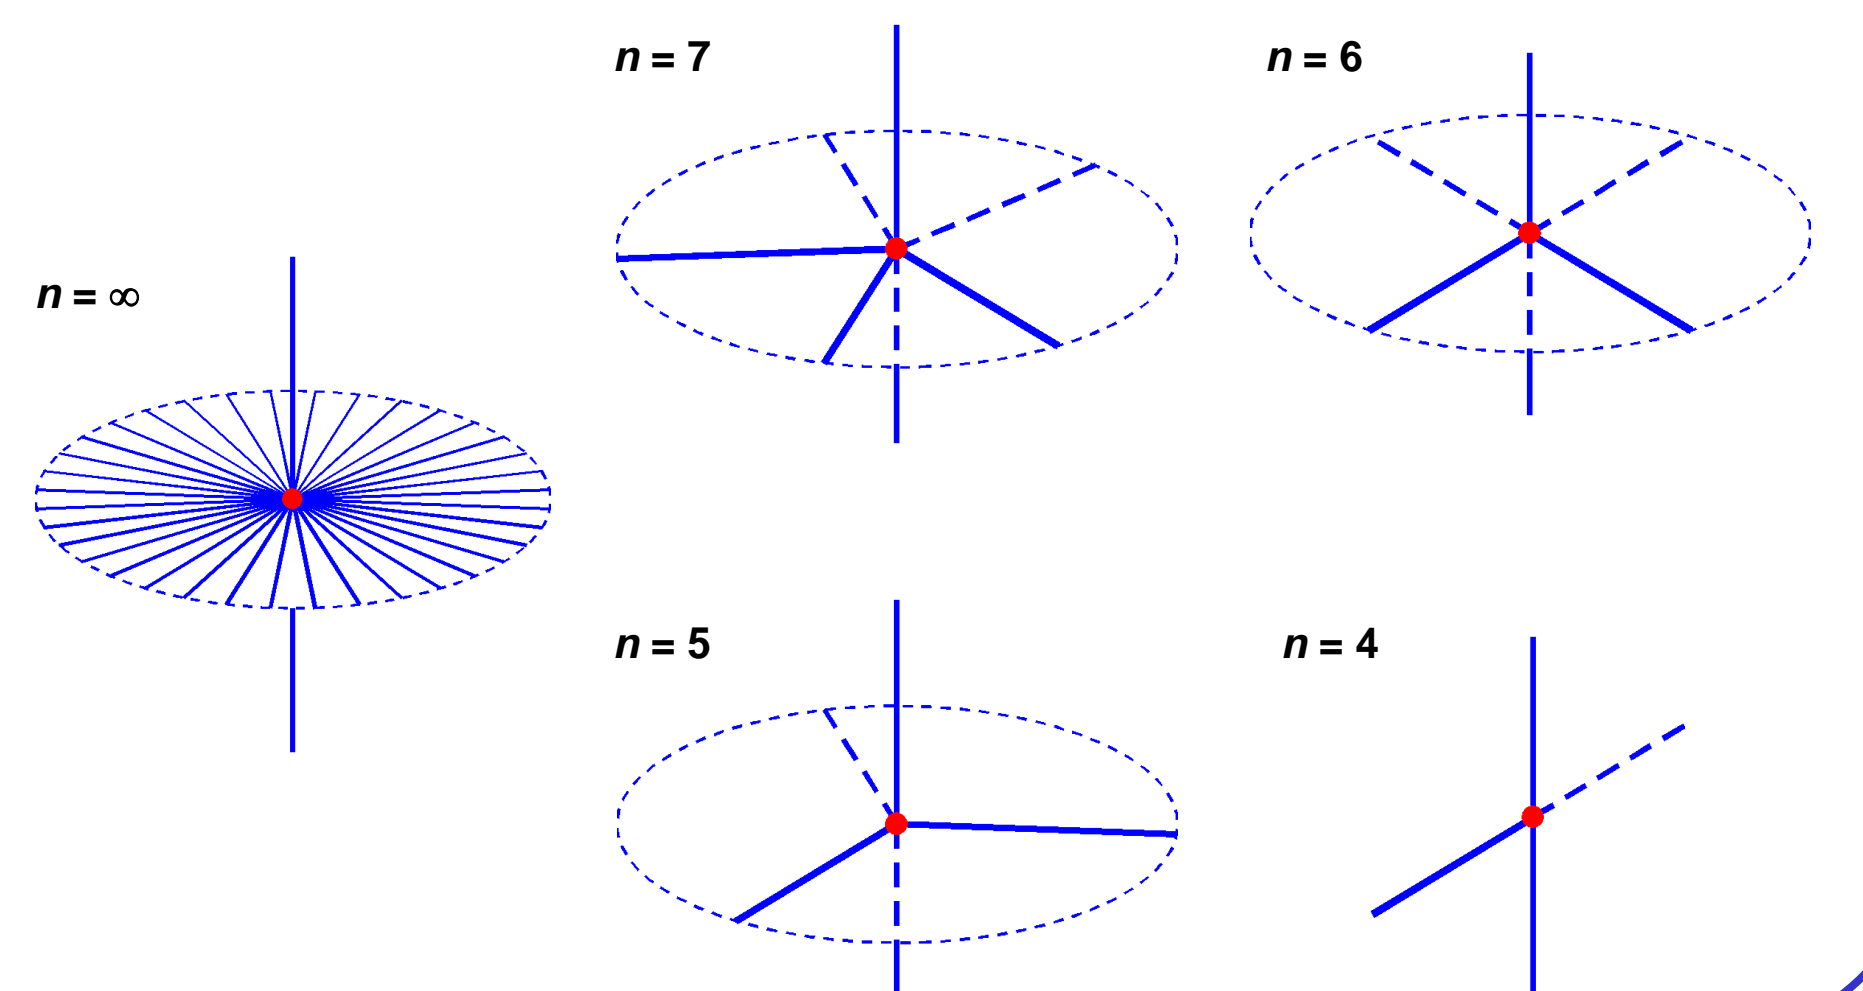 n = 7
n = 6
n = ∞
n = 5
n = 4